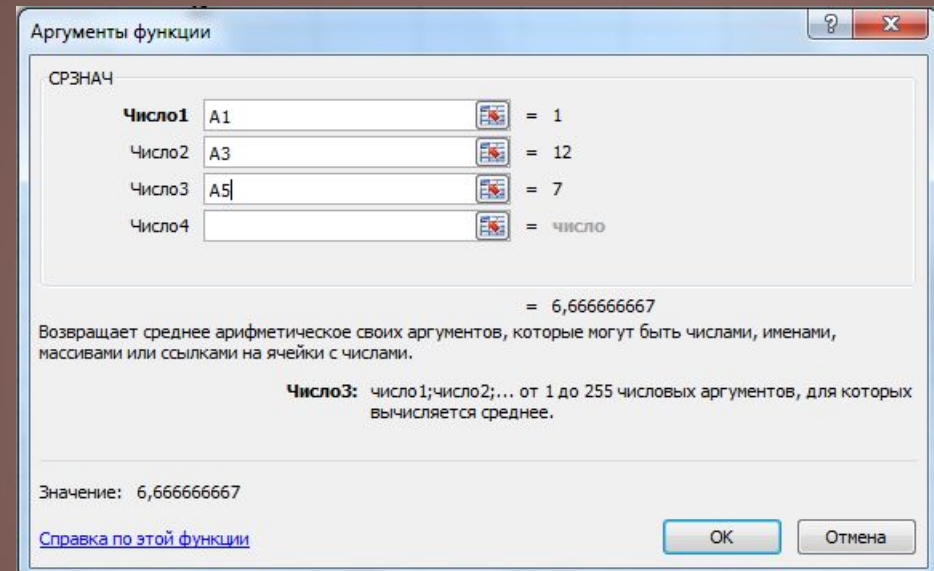 Аргументы функции
СРЗНАЧ
Число1 A1 = 1
Число2 A3 = 12
Число3 A5 = 7
Число4 = число
= 6,666666667
Возвращает среднее арифметическое своих аргументов, которые могут быть числами, именами,
массивами или ссылками на ячейки с числами.
Число3: число1;число2;... от 1 до 255 числовых аргументов, для которых
вычисляется среднее.
Значение: 6,666666667
Справка по этой функции
ОК Отмена